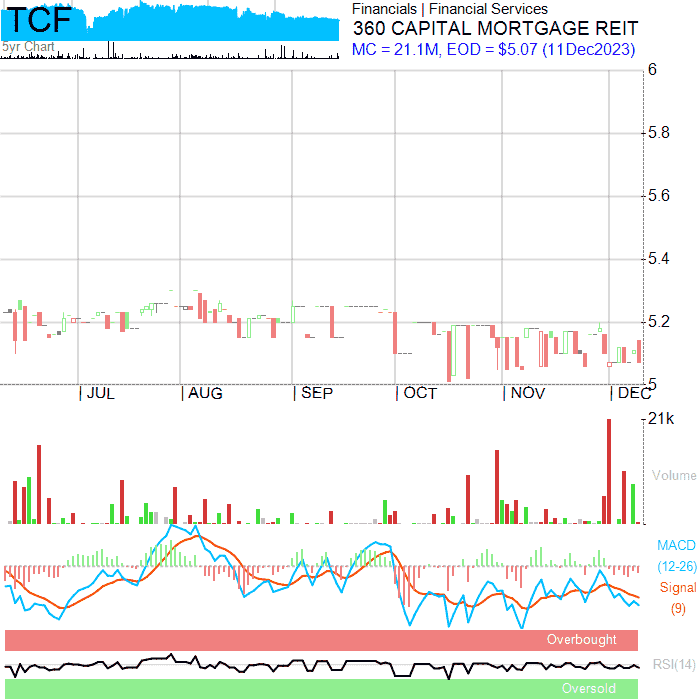 TCF
5yr Chart
Financials | Financial Services
360 CAPITAL MORTGAGE REIT
MC = 21.1M, EOD = $5.07 (11Dec2023)
6
5.8
5.6
5.4
5.2
5
JUL AUG SEP OCT NOV DEC
21k
Volume
MACD
(12-26)
Signal
(9)
Overbought
RSI(14)
Oversold